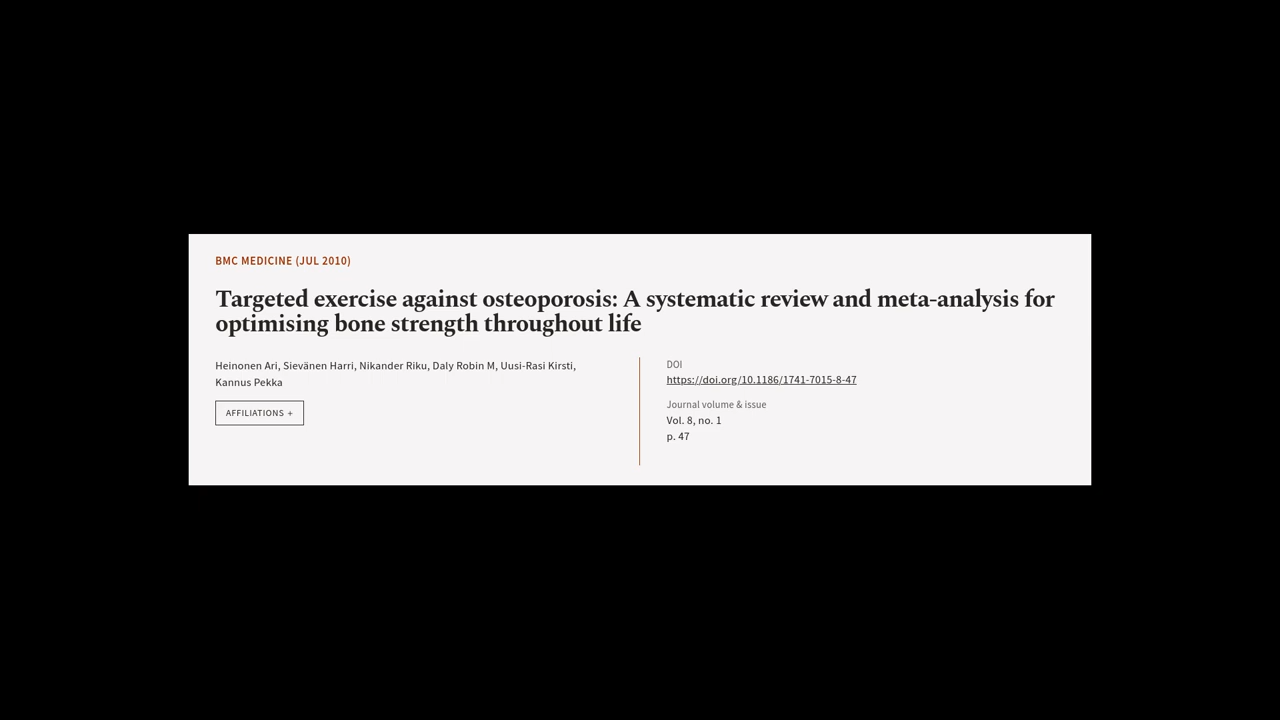 BMC MEDICINE (JUL 2010)
Targeted exercise against osteoporosis: A systematic review and meta-analysis for
optimising bone strength throughout life
Heinonen Ari, Sievänen Harri, Nikander Riku, Daly Robin M, Uusi-Rasi Kirsti,
Kannus Pekka
AFFILIATIONS +
DOI
https://doi.org/10.1186/1741-7015-8-47
Journal volume & issue
Vol. 8, no. 1
p. 47